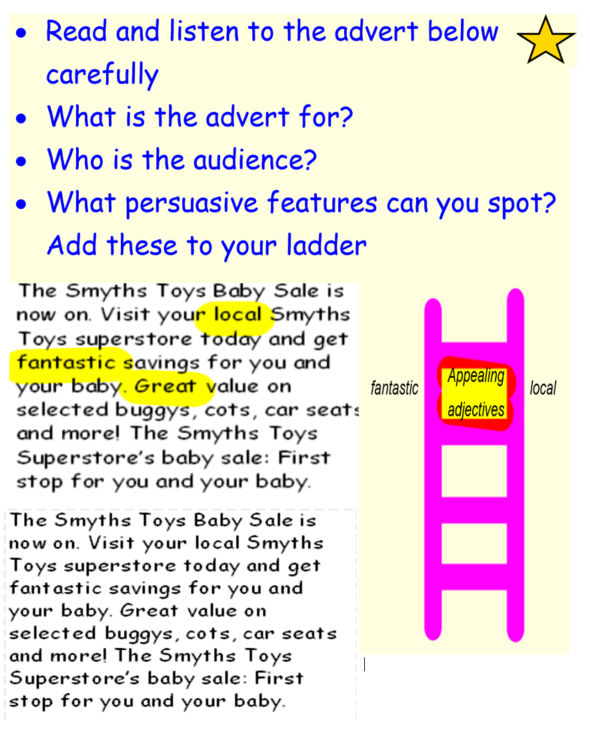 • Read and listen to the advert below
carefully
• What is the advert for?
• Who is the audience?
• What persuasive features can you spot?
Add these to your ladder
The Smyths Toys Baby Sale is
now on. Visit your local Smyths
Toys superstore today and get
fantastic savings for you and
your baby. Great value on
selected buggys, cots, car seats
and more! The Smyths Toys
Superstore's baby sale: First
stop for you and your baby.
fantastic
Appealing
adjectives
local
The Smyths Toys Baby Sale is
now on. Visit your local Smyths
Toys superstore today and get
fantastic savings for you and
your baby. Great value on
selected buggys, cots, car seats
and more! The Smyths Toys
Superstore's baby sale: First
stop for you and your baby.